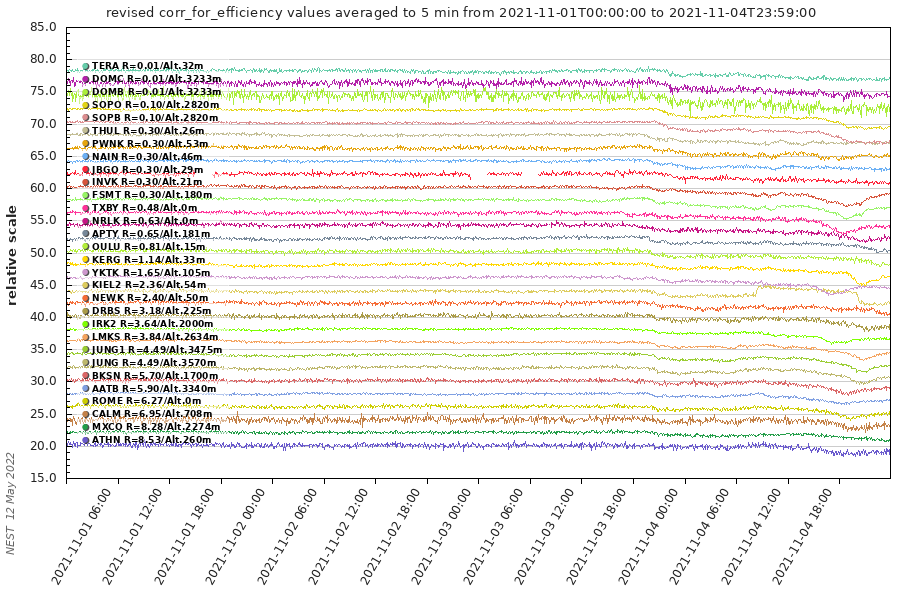 revised corr_for_efficiency values averaged to 5 min from 2021-11-01T00:00:00 to 2021-11-04T23:59:00
85.0
80.0
75.0
70.0
65.0
60.0
55.0
50.0
45.0
40.0
35.0
30.0
25.0
20.0
15.0
relative scale
NEST 12 May 2022
TERA R=0.01/Alt.32m
DOMC R=0.01/Alt.3233m
DOMB R=0.01/Alt.3233m
SOPO R=0.10/Alt.2820m
SOPB R=0.10/Alt.2820m
THUL R=0.30/Alt.26m
PWNK R=0.30/Alt.53m
NAIN R=0.30/Alt.46m
JBGO R=0.30/Alt.29m
INVK R=0.30/Alt.21m
FSMT R=0.30/Alt.180m
TXBY R=0.48/Alt.0m
NRLK R=0.63/Alt.0m
APTY R=0.65/Alt.181m
OULU R=0.81/Alt.15m
KERG R=1.14/Alt.33m
YKTK R=1.65/Alt.105m
KIEL2 R=2.36/Alt.54m
NEWK R=2.40/Alt.50m
DRBS R=3.18/Alt.225m
IRK2 R=3.64/Alt.2000m
LMKS R=3.84/Alt.2634m
JUNG1 R=4.49/Alt.3475m
JUNG R=4.49/Alt.3570m
BKSN R=5.70/Alt.1700m
AATB R=5.90/Alt.3340m
ROME R=6.27/Alt.0m
CALM R=6.95/Alt.708m
MXCO R=8.28/Alt.2274m
ATHN R=8.53/Alt.260m
2021-11-01 06:00
2021-11-01 12:00
2021-11-01 18:00
2021-11-02 00:00
2021-11-02 06:00
2021-11-02 12:00
2021-11-02 18:00
2021-11-03 00:00
2021-11-03 06:00
2021-11-03 12:00
2021-11-03 18:00
2021-11-04 00:00
2021-11-04 06:00
2021-11-04 12:00
2021-11-04 18:00